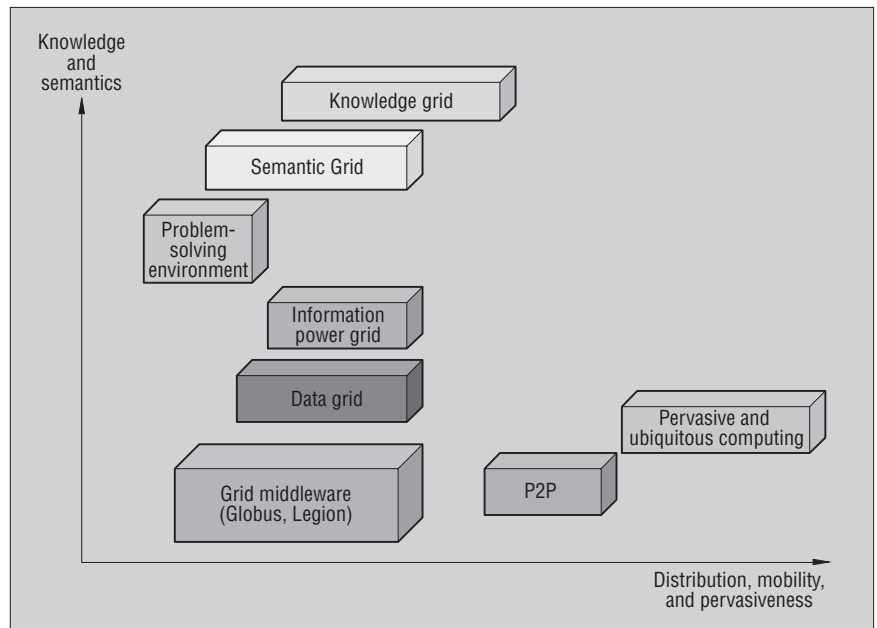 Knowledge
and
semantics
Knowledge grid
Semantic Grid
Problem-
solving
environment
Information
power grid
Data grid
Pervasive and
ubiquitous computing
Grid middleware
(Globus, Legion)
P2P
Distribution, mobility,
and pervasiveness